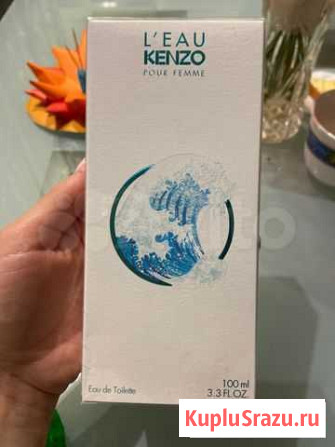 L'EAU
KENZO
POUR FEMME
Eau de Toilette
100 ml
3.3 FL.OZ.
KupluSrazu.ru